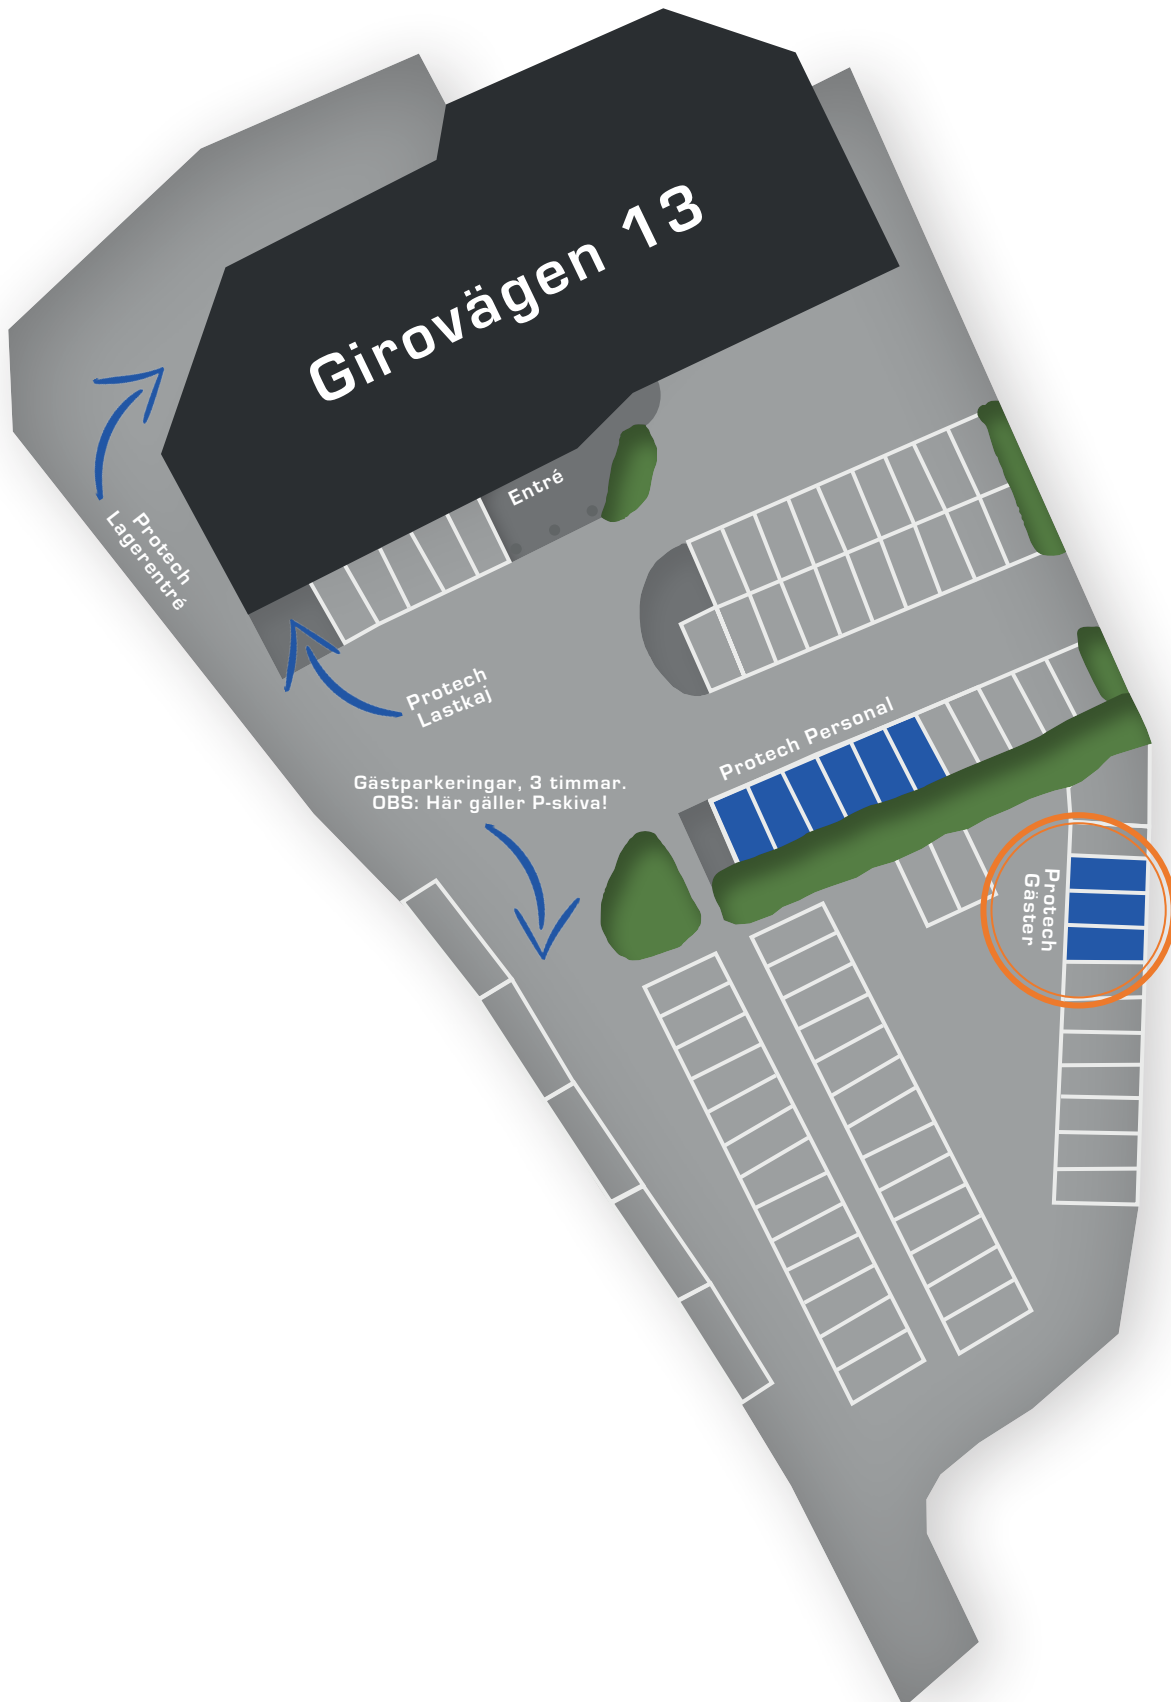 Girovägen 13
Entré
Protech
Lagerentré
Protech
Lastkaj
Protech Personal
Gästparkeringar, 3 timmar.
OBS: Här gäller P-skiva!
Protech
Gäster